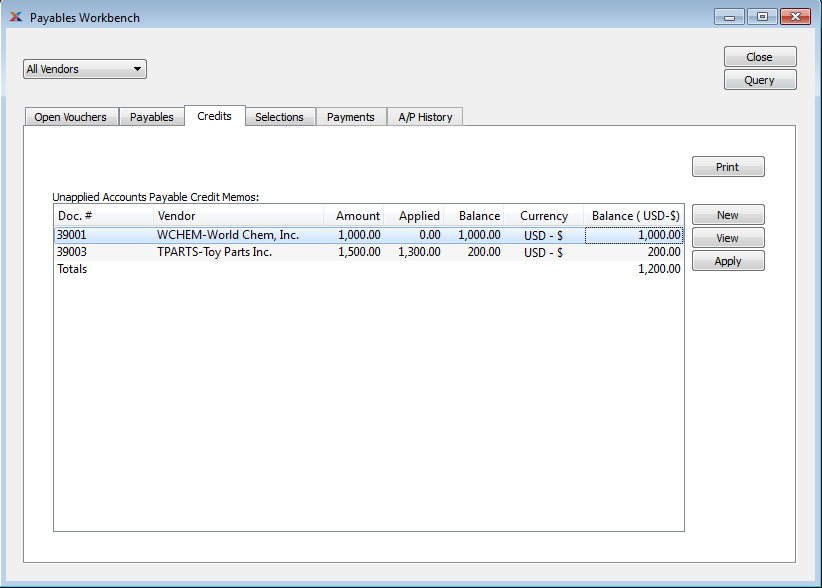 Payables Workbench
Close
All Vendors
Query
Open Vouchers Payables Credits Selections Payments A/P History
Print
Unapplied Accounts Payable Credit Memos:
Doc. # Vendor Amount Applied Balance Currency Balance ( USD-$) New
39001 WCHEM-World Chem, Inc. 1,000.00 0.00 1,000.00 USD - $ 1,000.00 View
39003 TPARTS-Toy Parts Inc. 1,500.00 1,300.00 200.00 USD - $ 200.00
Totals 1,200.00 Apply